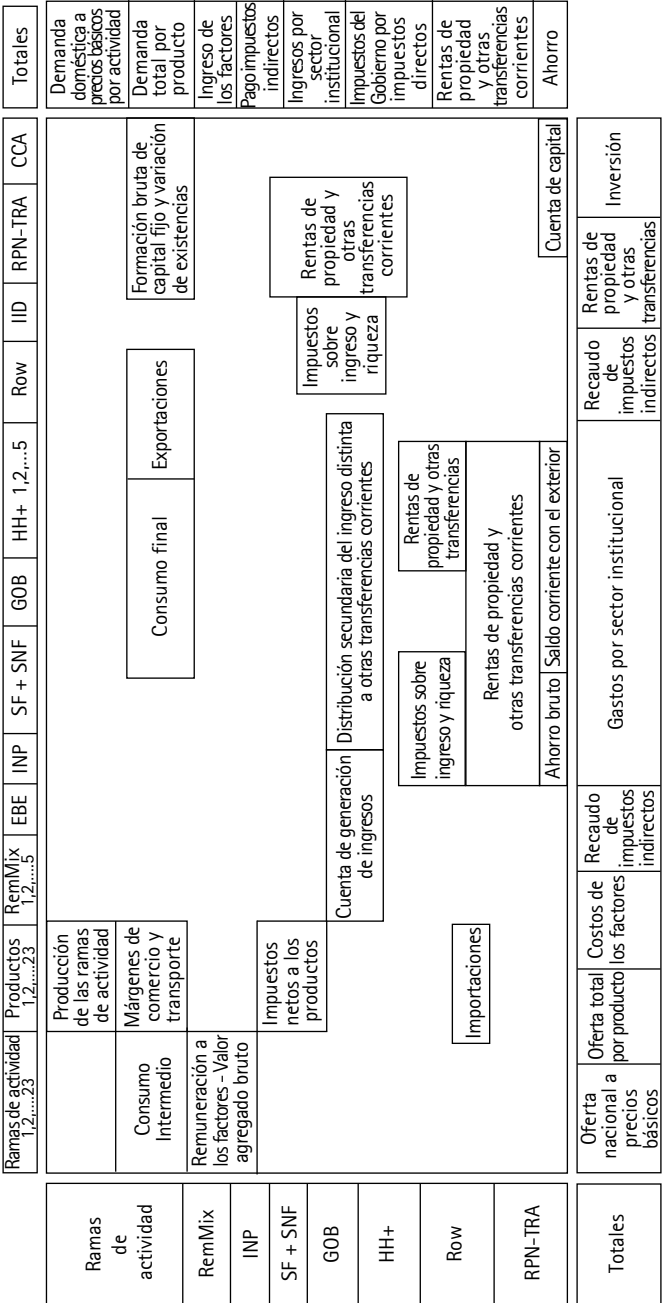 Ramas de actividad
1,2,....23
Productos
1,2,....23
RemMix
1,2,....5
EBE
INP
SF + SNF
GOB
HH+ 1,2,...5
Row
IID
RPN-TRA
CCA
Totales
Ramas
de
actividad
Producción
de las ramas
de actividad
Demanda
doméstica a
precios básicos
por actividad
Consumo
Intermedio
Márgenes de
comercio y
transporte
Consumo final
Exportaciones
Formación bruta de
capital fijo y variación
de existencias
Demanda
total por
producto
RemMix
Remuneración a
los factores - Valor
agregado bruto
Ingreso de
los factores
INP
Pago impuestos
indirectos
SF + SNF
Impuestos
netos a los
productos
Impuestos
sobre
ingreso y
riqueza
Rentas de
propiedad y
otras
transferencias
corrientes
Ingresos por
sector
institucional
GOB
Cuenta de generación
de ingresos
Distribución secundaria del ingreso distinta
a otras transferencias corrientes
Impuestos del
Gobierno por
impuestos
directos
HH+
Row
Importaciones
Impuestos sobre
ingreso y riqueza
Rentas de
propiedad y otras
transferencias
Rentas de
propiedad
y otras
transferencias
corrientes
RPN-TRA
Rentas de propiedad y
otras transferencias corrientes
Ahorro bruto
Saldo corriente con el exterior
Cuenta de capital
Ahorro
Totales
Oferta
nacional a
precios
básicos
Oferta total
por producto
Costos de
los factores
Recaudo
de
impuestos
indirectos
Gastos por sector institucional
Recaudo
de
impuestos
indirectos
Rentas de
propiedad
y otras
transferencias
Inversión